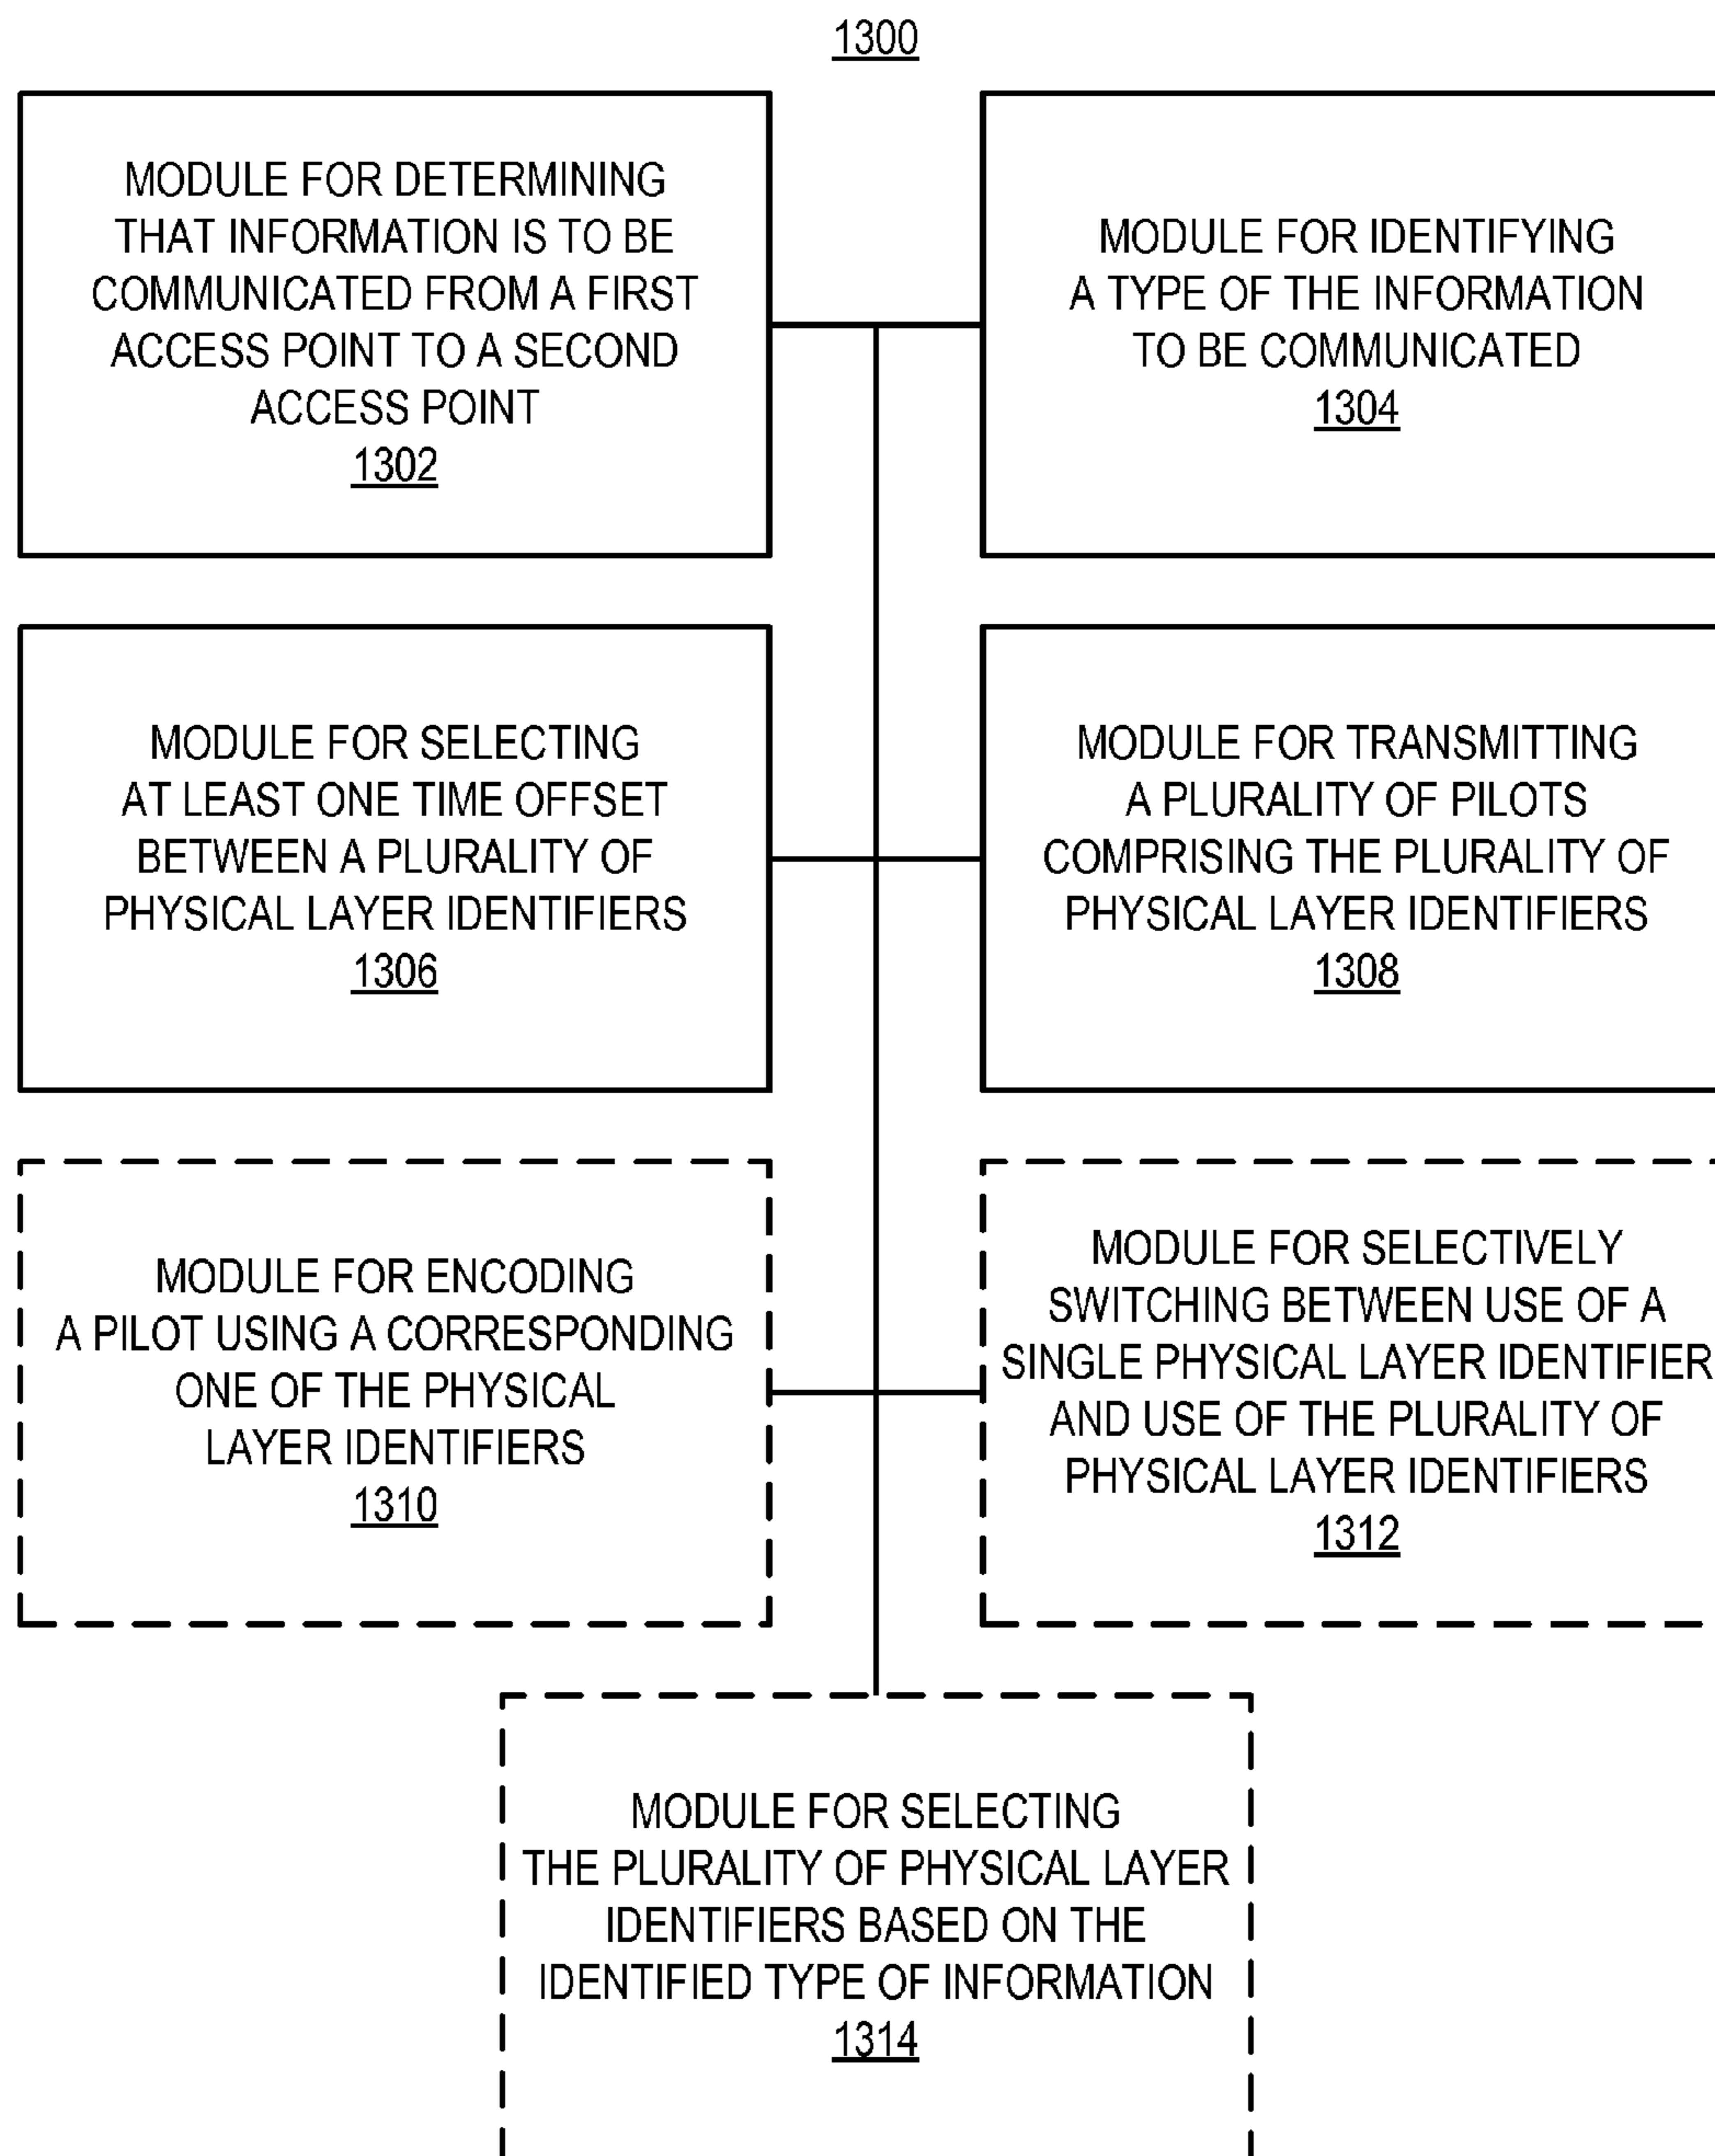 1300
MODULE FOR DETERMINING
THAT INFORMATION IS TO BE
COMMUNICATED FROM A FIRST
ACCESS POINT TO A SECOND
ACCESS POINT
1302
MODULE FOR IDENTIFYING
A TYPE OF THE INFORMATION
TO BE COMMUNICATED
1304
MODULE FOR SELECTING
AT LEAST ONE TIME OFFSET
BETWEEN A PLURALITY OF
PHYSICAL LAYER IDENTIFIERS
1306
MODULE FOR TRANSMITTING
A PLURALITY OF PILOTS
COMPRISING THE PLURALITY OF
PHYSICAL LAYER IDENTIFIERS
1308
MODULE FOR ENCODING
A PILOT USING A CORRESPONDING
ONE OF THE PHYSICAL
LAYER IDENTIFIERS
1310
MODULE FOR SELECTIVELY
SWITCHING BETWEEN USE OF A
SINGLE PHYSICAL LAYER IDENTIFIER
AND USE OF THE PLURALITY OF
PHYSICAL LAYER IDENTIFIERS
1312
MODULE FOR SELECTING
THE PLURALITY OF PHYSICAL LAYER
IDENTIFIERS BASED ON THE
IDENTIFIED TYPE OF INFORMATION
1314